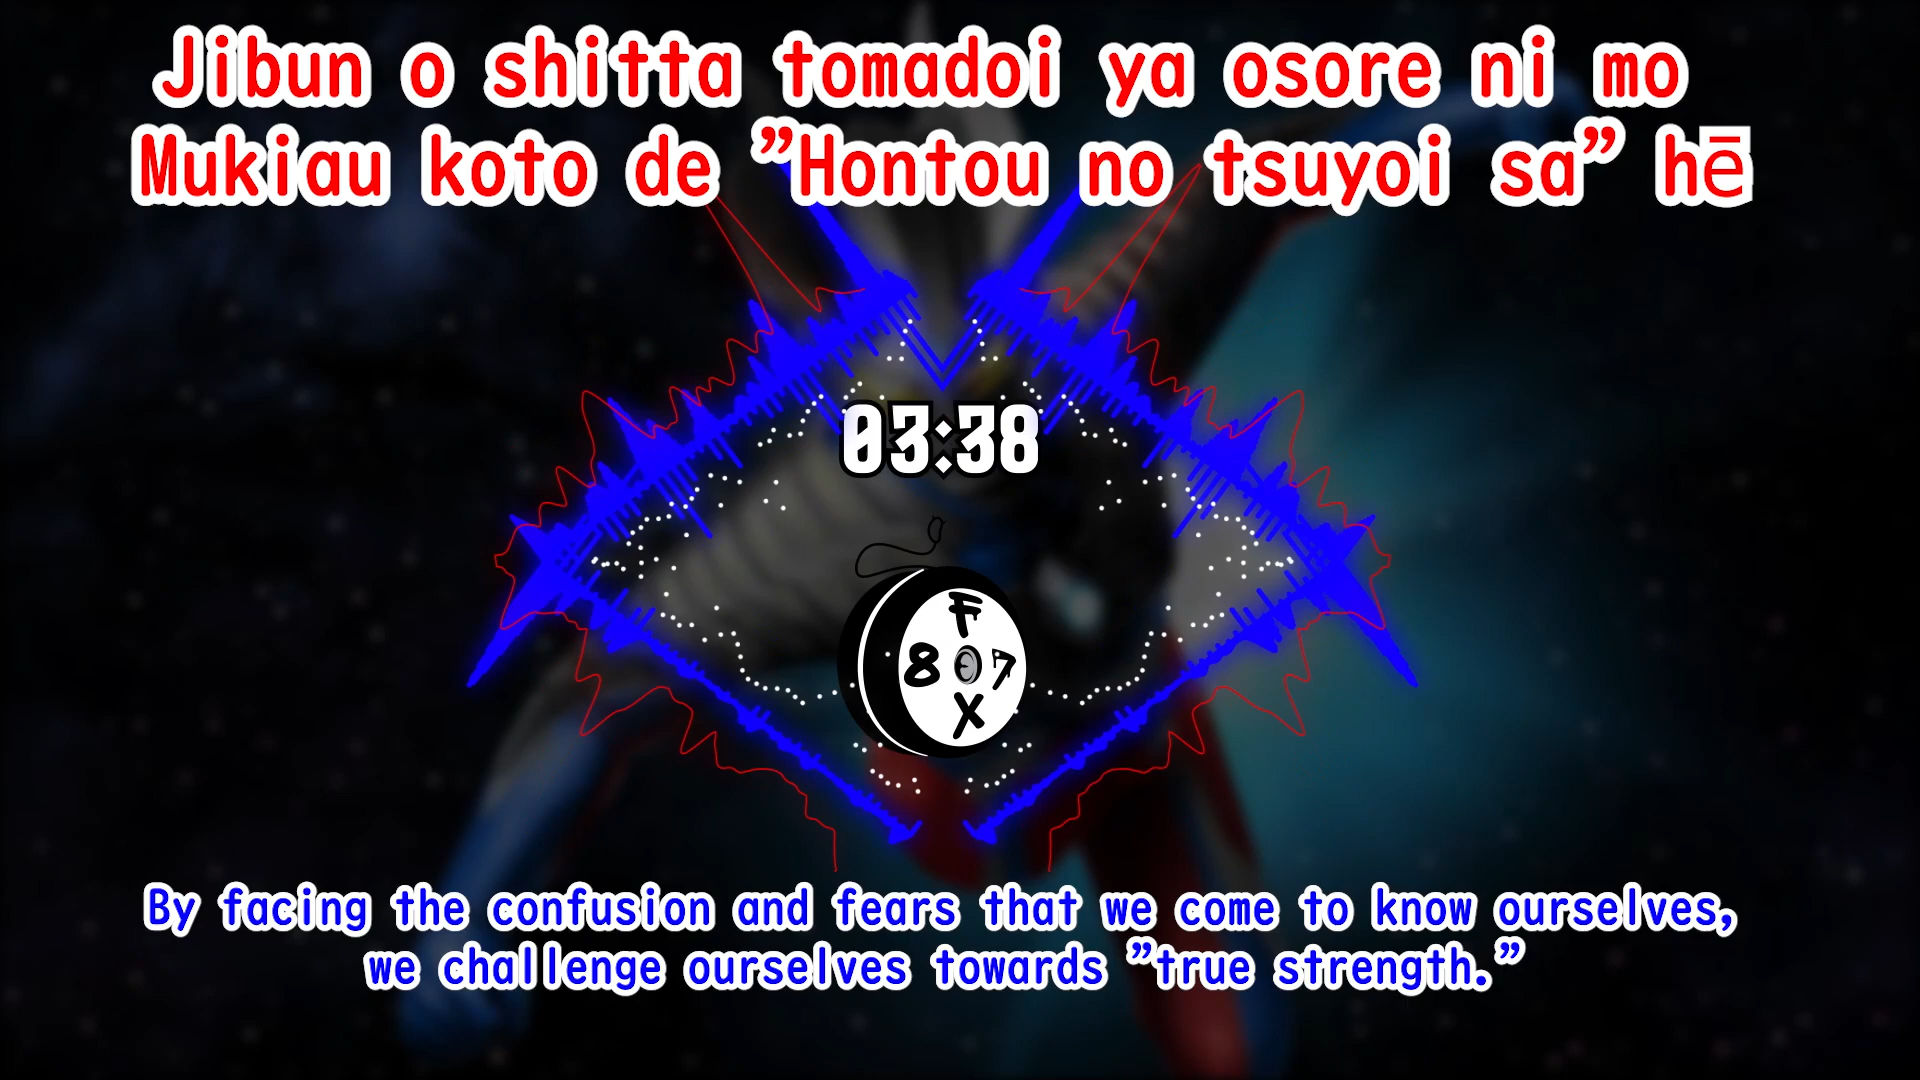 Jibun o shitta tomadoi ya osore ni mo
Mukiau koto de ”Hontou no tsuyoi sa” hē
03:38
F
8 7
X
By facing the confusion and fears that we come to know ourselves,
we challenge ourselves towards ”true strength.”